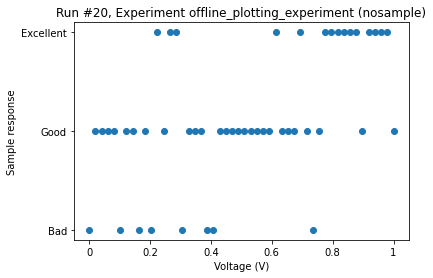 Run #20, Experiment offline_plotting_experiment (nosample)
Excellent
Good
Bad
Sample response
0
0.2
0.4
0.6
0.8
1
Voltage (V)